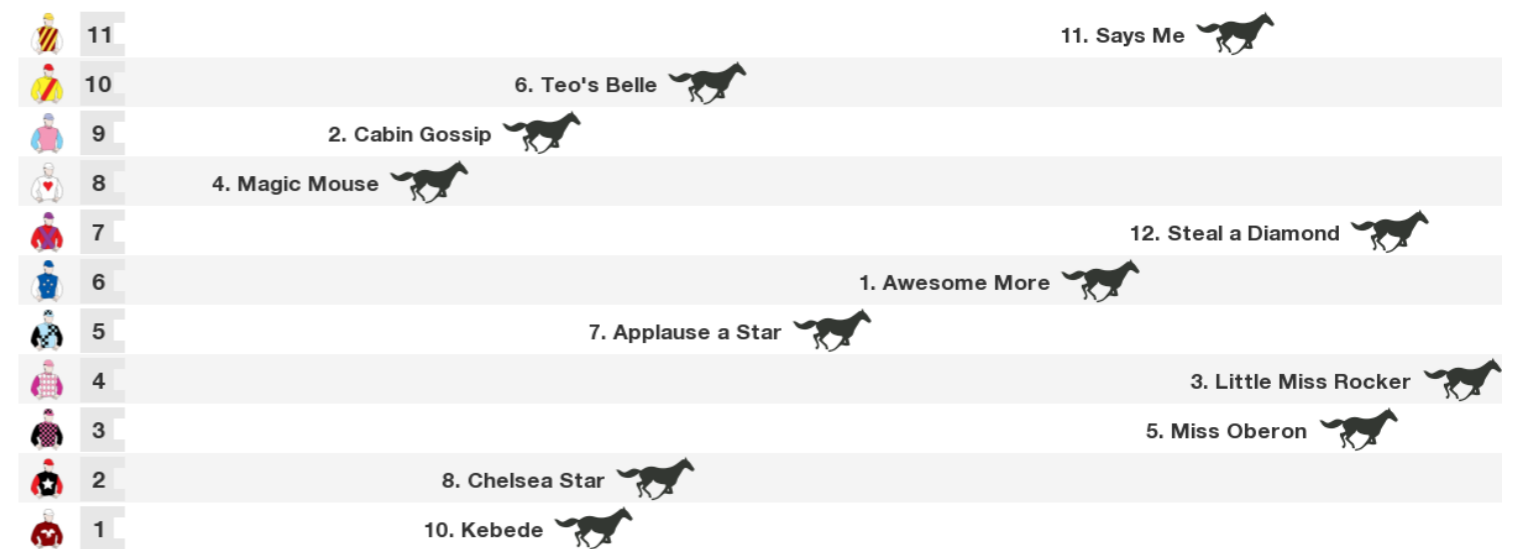 11 11. Says Me
10 6. Teo's Belle
9 2. Cabin Gossip
8 4. Magic Mouse
7 12. Steal a Diamond
6 1. Awesome More
5 7. Applause a Star
4 3. Little Miss Rocker
3 5. Miss Oberon
2 8. Chelsea Star
1 10. Kebede